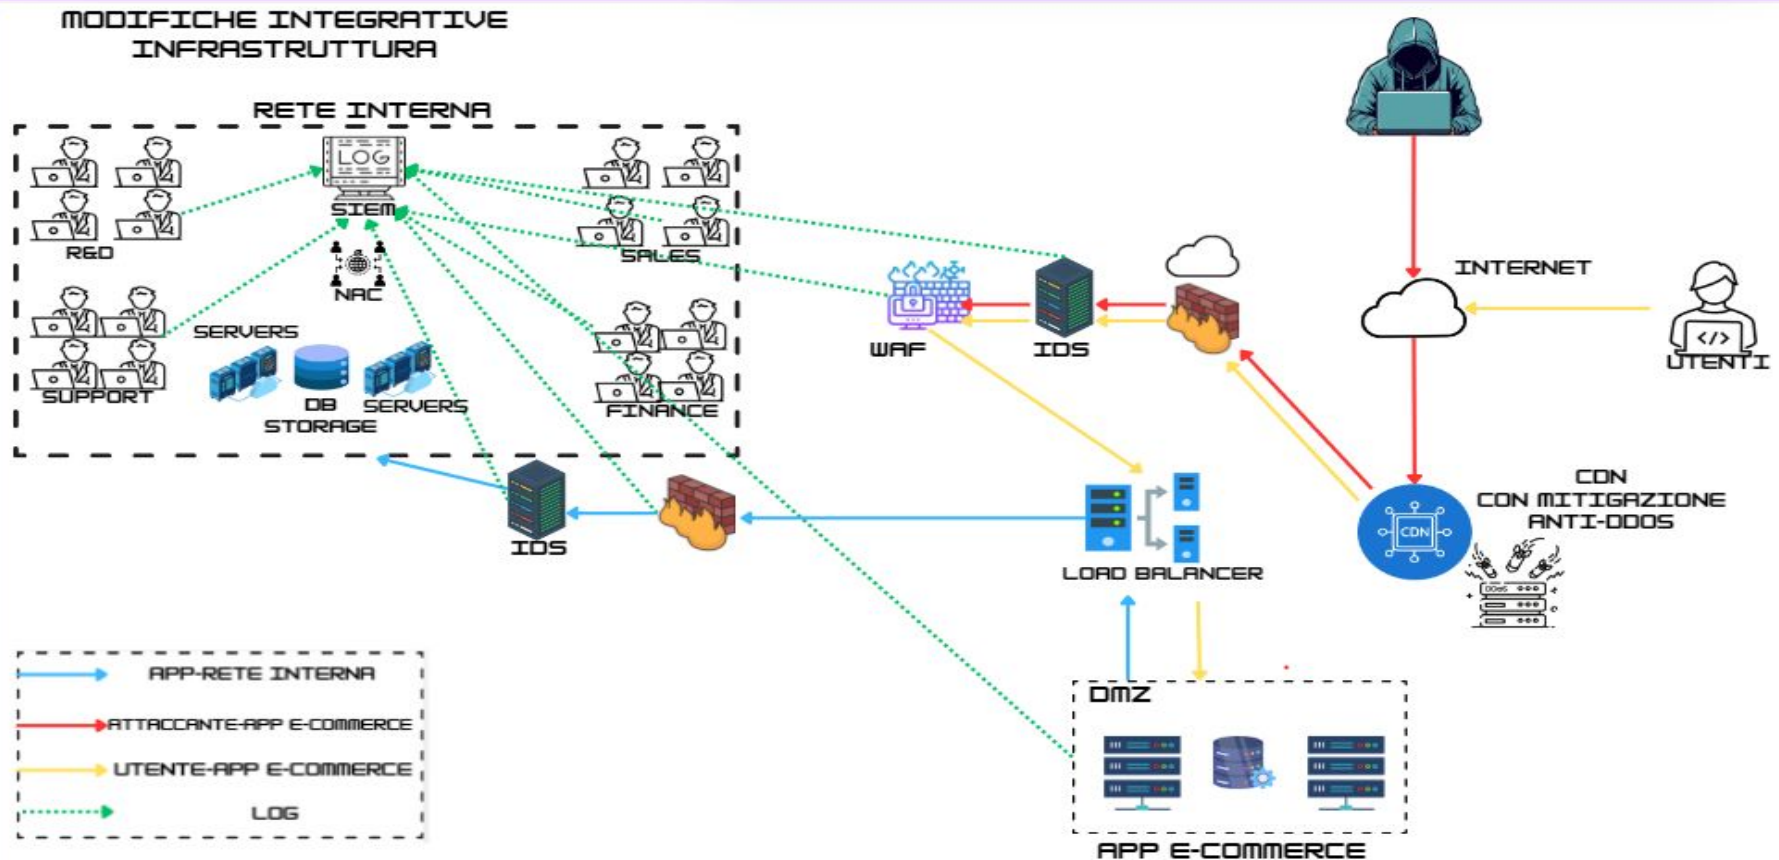 MODIFICHE INTEGRATIVE
INFRASTRUTTURA
RETE INTERNA
LOG
SIEM
R&D
NAC
SALES
SERVERS
SUPPORT
DB
STORAGE
SERVERS
FINANCE
IDS
WAF
IDS
INTERNET
UTENTI
CDN
CON MITIGAZIONE
ANTI-DDOS
CDN
DDoS
LOAD BALANCER
DMZ
APP E-COMMERCE
APP-RETE INTERNA
ATTACCANTE-APP E-COMMERCE
UTENTE-APP E-COMMERCE
LOG